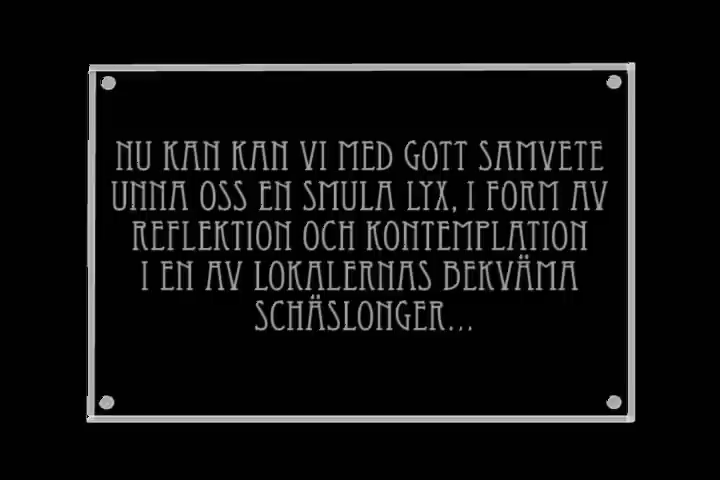 NU KAN KAN VI MED GOTT SAMVETE
UNNA OSS EN SMULA LYX, I FORM AV
REFLEKTION OCH KONTEMPLATION
I EN AV LOKALERNAS BEKVÄMA
SCHÄSLONGER...